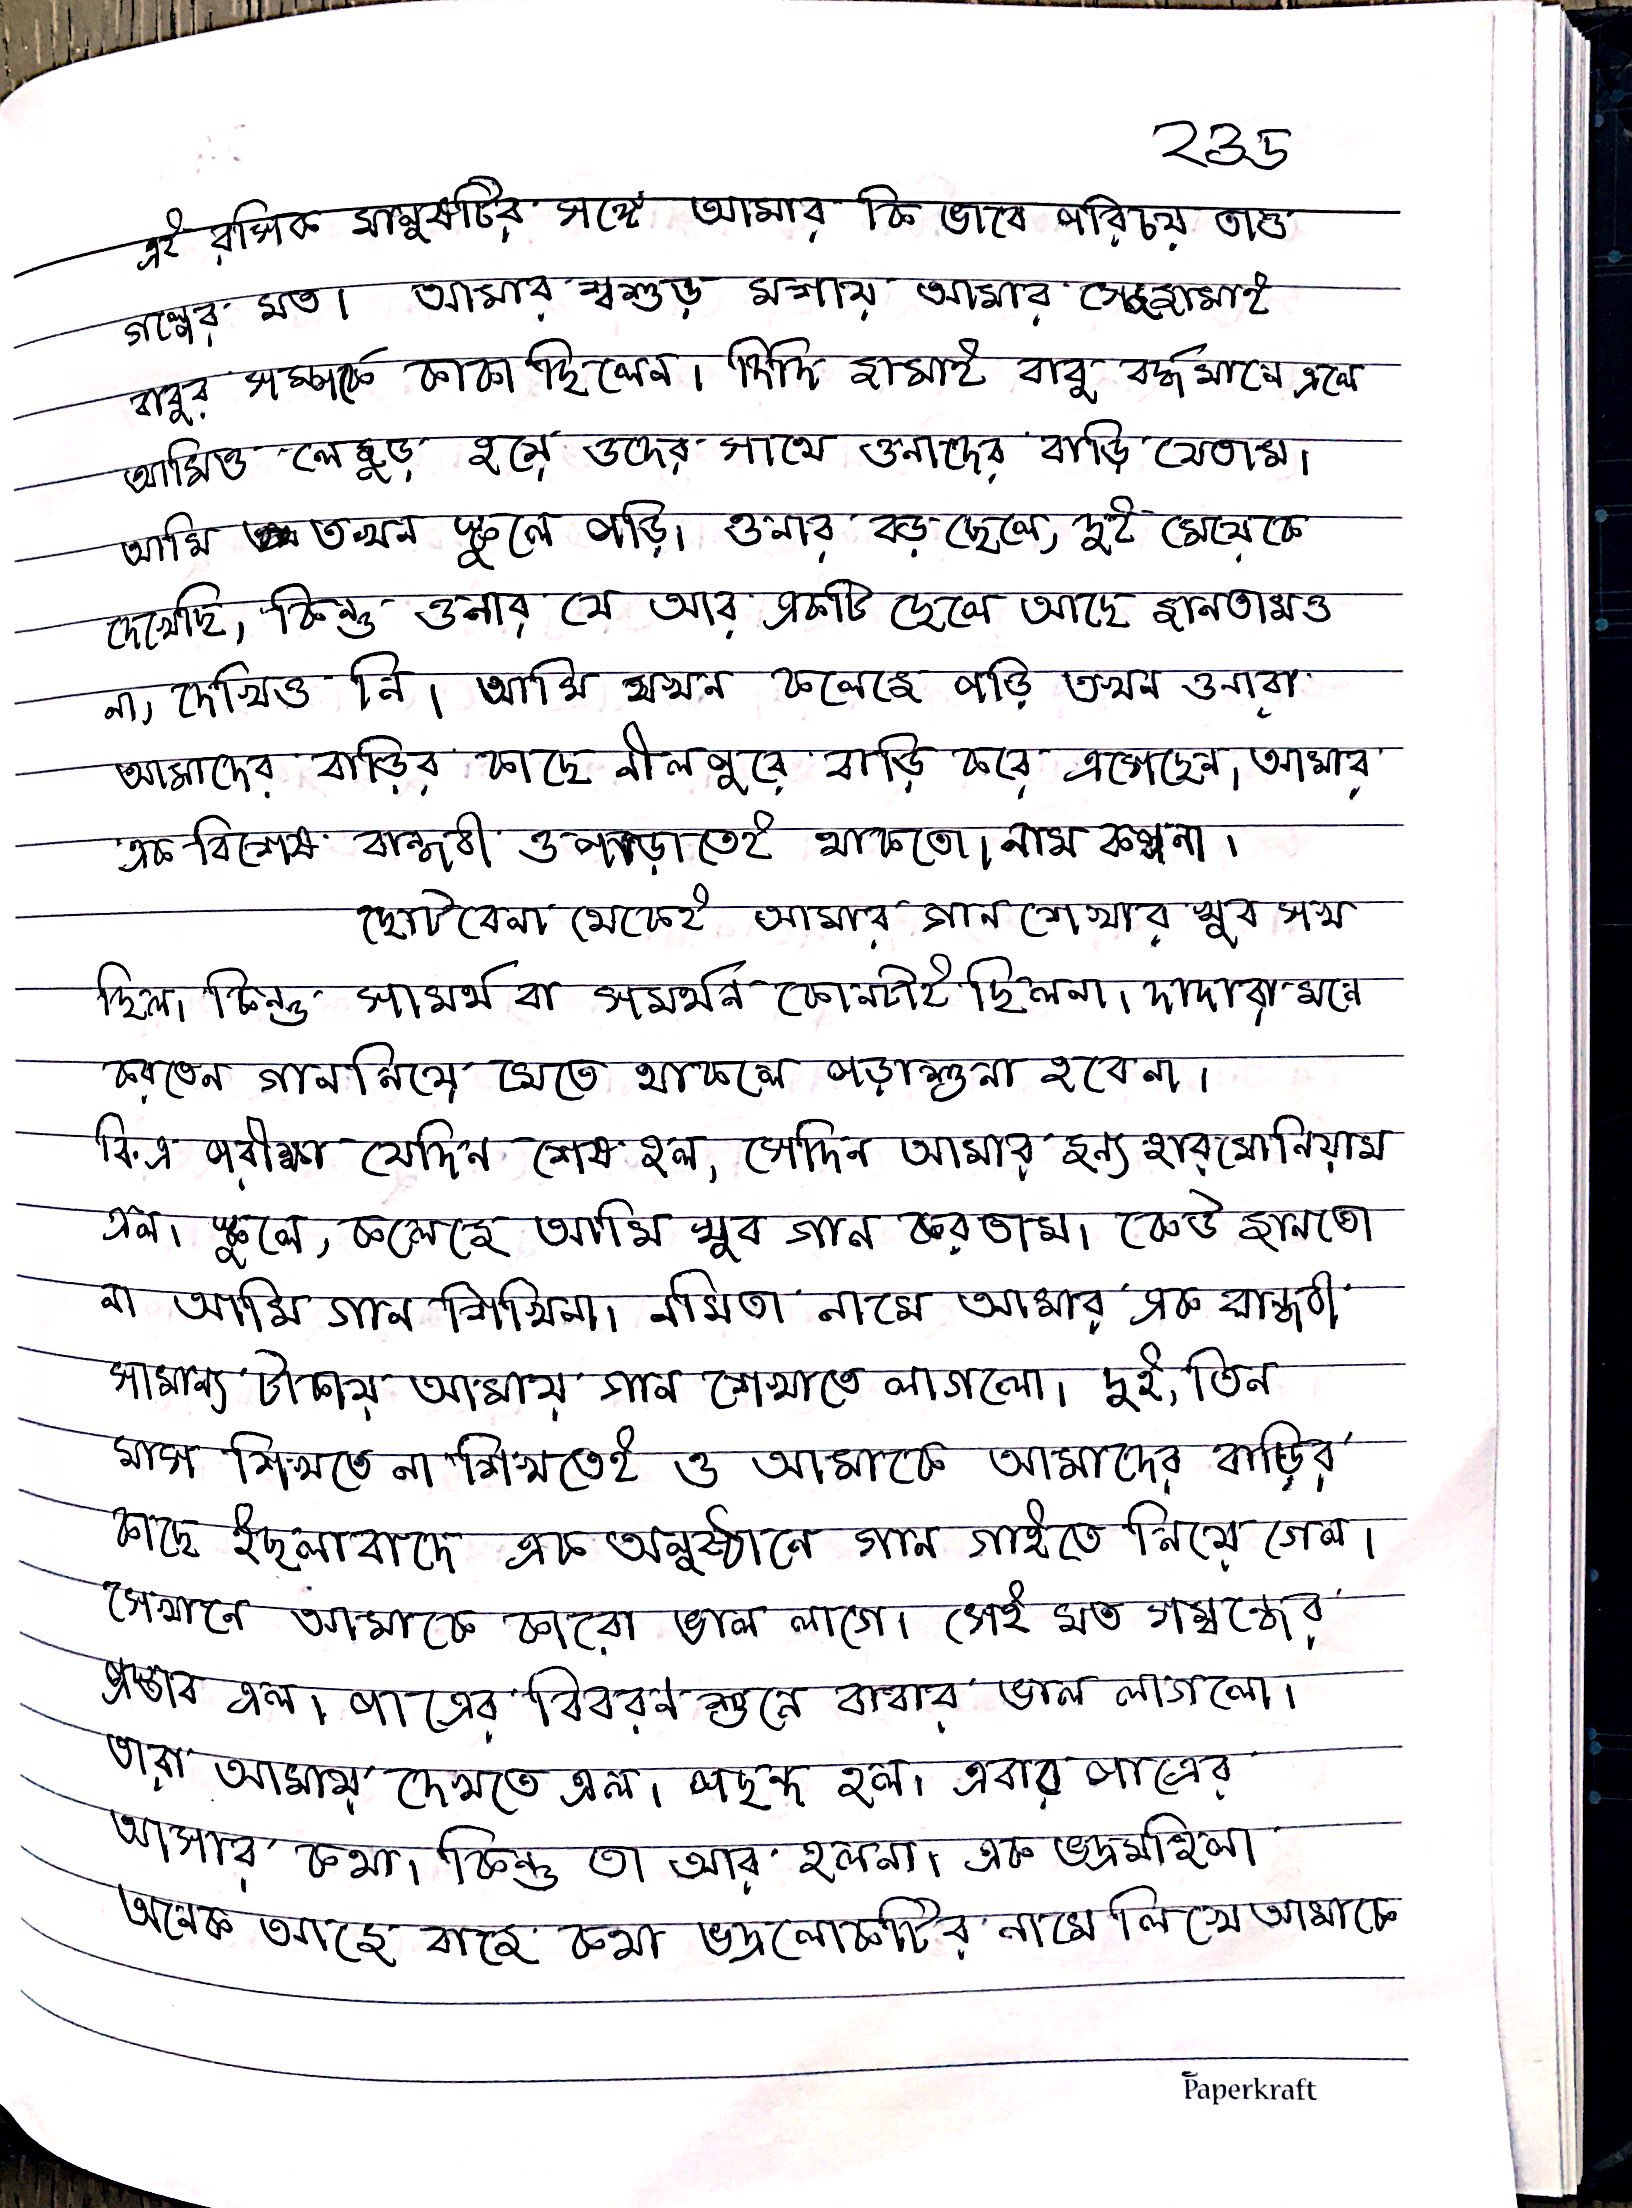 235
এই রসিক মানুষটির সঙ্গে আমার কি ভাবে পরিচয় তাও
গল্পের মত। আমার শ্বশুড় মশায় আমার সেজজামাই
বাবুর সম্পর্কে কাকা ছিলেন। দিদি জামাই বাবু বর্দ্ধমানে এলে
আমিও লেজুড় হয়ে ওদের সাথে ওনাদের বাড়ি যেতাম।
আমি তখন স্কুলে পড়ি। ওনার বড় ছেলে, দুই মেয়েকে
দেখেছি, কিন্তু ওনার যে আর একটি ছেলে আছে জানতামও
না, দেখিও নি। আমি যখন কলেজে পড়ি তখন ওনারা
আমাদের বাড়ির কাছে নীলপুরে বাড়ি করে এসেছেন। আমার
এক বিশেষ বান্ধবী ওপাড়াতেই থাকতো। নাম কল্পনা।
ছোটবেলা থেকেই আমার গান শেখার খুব সখ
ছিল। কিন্তু সামর্থ বা সমর্থন কোনটাই ছিলনা। দাদারা মনে
করতেন গান নিয়ে মেতে থাকলে পড়াশুনা হবেনা।
বি.এ পরীক্ষা যেদিন শেষ হল, সেদিন আমার জন্য হারমোনিয়াম
এল। স্কুলে, কলেজে আমি খুব গান করতাম। কেউ জানতো
না আমি গান শিখিনা। নমিতা নামে আমার এক বান্ধবী
সামান্য টাকায় আমায় গান শেখাতে লাগলো। দুই, তিন
মাস শিখতে না শিখতেই ও আমাকে আমাদের বাড়ির
কাছে ইছলাবাদে এক অনুষ্ঠানে গান গাইতে নিয়ে গেল।
সেখানে আমাকে কারো ভাল লাগে। সেই মত সম্বন্ধের
প্রস্তাব এল। পাত্রের বিবরন শুনে বাবার ভাল লাগলো।
তারা আমায় দেখতে এল। পছন্দ হল। এবার পাত্রের
আসার কথা। কিন্তু তা আর হলনা। এক ভদ্রমহিলা
অনেক আজে বাজে কথা ভদ্রলোকটির নামে লিখে আমাকে
Paperkraft